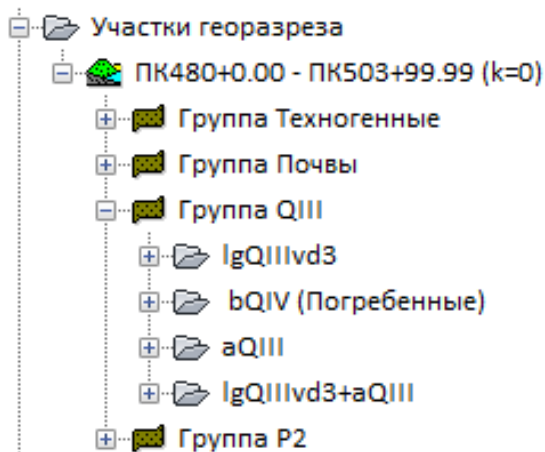 Участки георазреза
ПК480+0.00 - ПК503+99.99 (k=0)
Группа Техногенные
Группа Почвы
Группа QIII
lgQIIIvd3
bQIV (Погребенные)
aQIII
lgQIIIvd3+aQIII
Группа P2